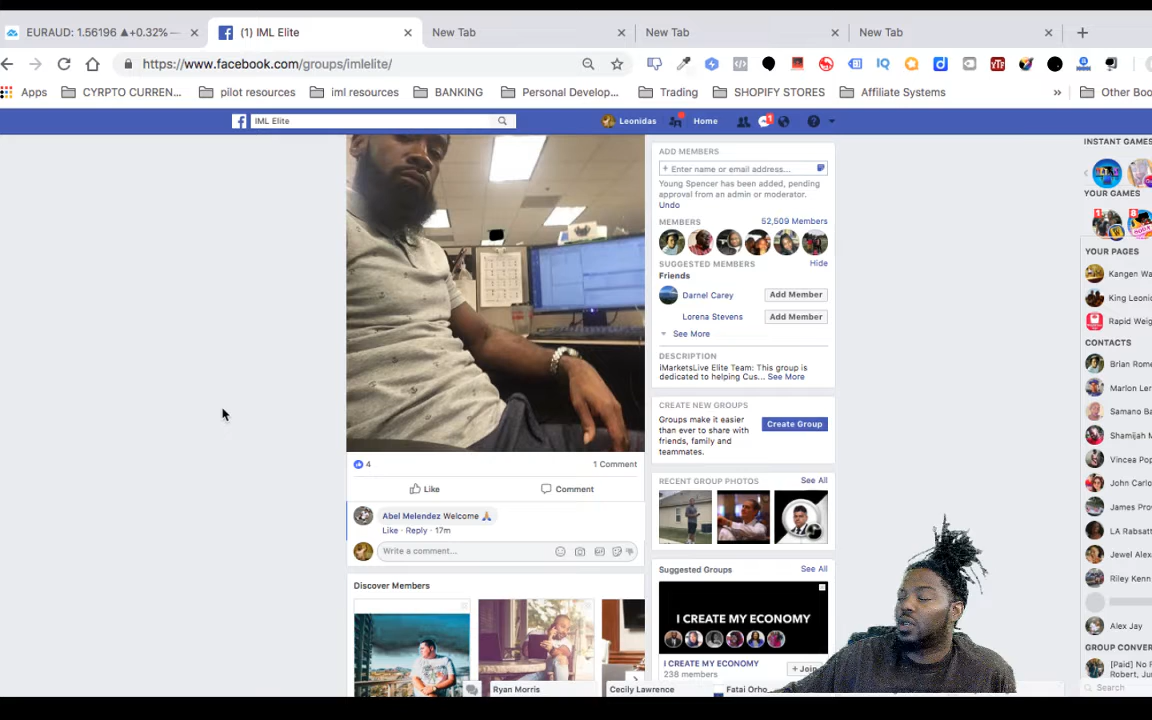 EURAUD: 1.56196 ▲+0.32% —
(1) IML Elite
New Tab
New Tab
New Tab
https://www.facebook.com/groups/imlelite/
Apps
CYRPTO CURREN...
pilot resources
iml resources
BANKING
Personal Develop...
Trading
SHOPIFY STORES
Affiliate Systems
»
Other Boo
IML Elite
Leonidas
Home
ADD MEMBERS
+ Enter name or email address...
Young Spencer has been added, pending
approval from an admin or moderator.
Undo
MEMBERS
52,509 Members
SUGGESTED MEMBERS
Hide
Friends
Darnel Carey
Add Member
Lorena Stevens
Add Member
See More
DESCRIPTION
iMarketsLive Elite Team: This group is
dedicated to helping Cus... See More
CREATE NEW GROUPS
Groups make it easier
than ever to share with
friends, family and
teammates.
Create Group
RECENT GROUP PHOTOS
See All
Suggested Groups
See All
I CREATE MY ECONOMY
I CREATE MY ECONOMY
238 members
+ Join
4
1 Comment
Like
Comment
Abel Melendez Welcome 🙏
Like · Reply · 17m
Write a comment...
Discover Members
Ryan Morris
Cecily Lawrence
Fatai Orho
INSTANT GAMES
YOUR GAMES
YOUR PAGES
Kangen Wa
King Leonid
Rapid Weig
CONTACTS
Brian Rome
Marlon Ler
Samano Ba
Shamijah M
Vincea Pop
John Carlo
James Prov
LA Rabsatt
Jewel Alex
Riley Kenn
Alex Jay
GROUP CONVER
[Paid] No F
Robert, Jun
Search